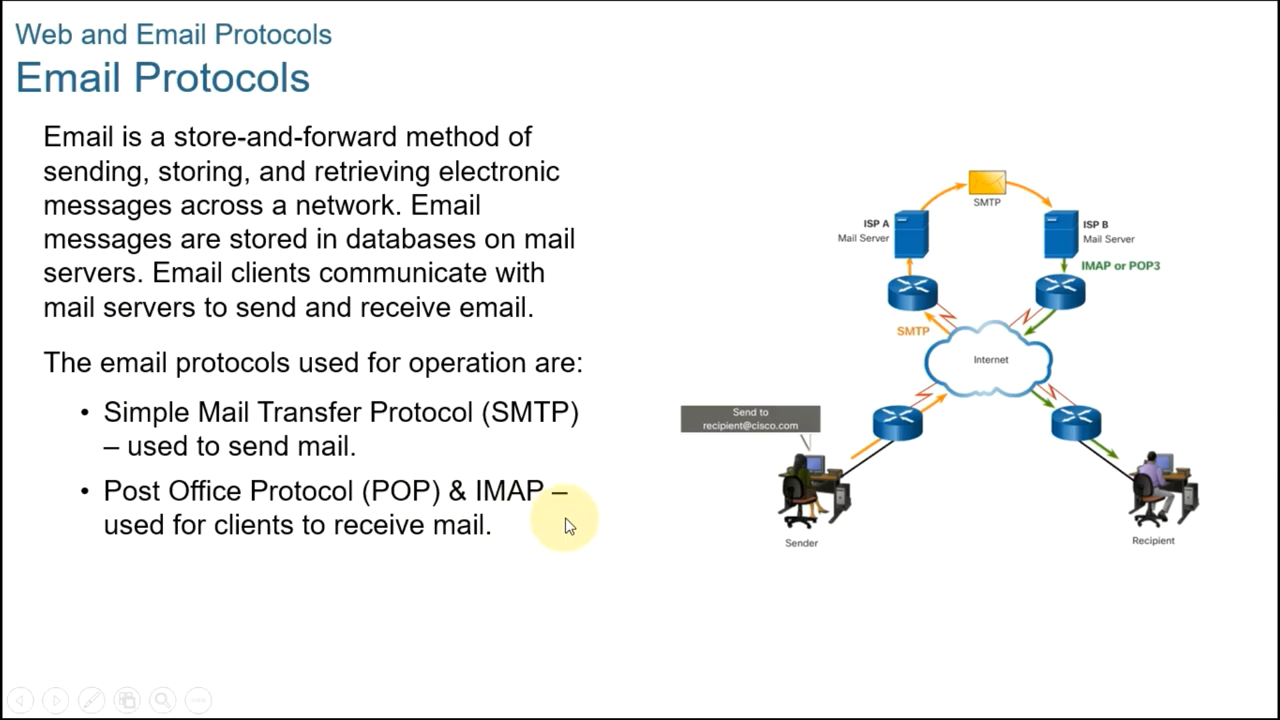 Web and Email Protocols
Email Protocols
Email is a store-and-forward method of
sending, storing, and retrieving electronic
messages across a network. Email
messages are stored in databases on mail
servers. Email clients communicate with
mail servers to send and receive email.
The email protocols used for operation are:
• Simple Mail Transfer Protocol (SMTP)
– used to send mail.
• Post Office Protocol (POP) & IMAP –
used for clients to receive mail.
SMTP
ISP A
Mail Server
ISP B
Mail Server
IMAP or POP3
SMTP
Internet
Send to
recipient@cisco.com
Sender
Recipient